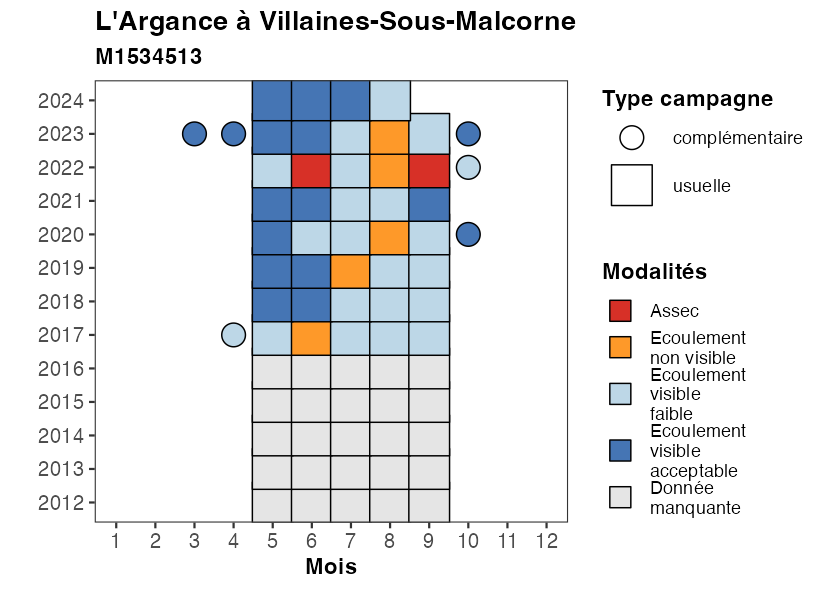 L'Argance à Villaines-Sous-Malcorne
M1534513
2024
2023
2022
2021
2020
2019
2018
2017
2016
2015
2014
2013
2012
1 2 3 4 5 6 7 8 9 10 11 12
Mois
Type campagne
complémentaire
usuelle
Modalités
Assec
Ecoulement
non visible
Ecoulement
visible
faible
Ecoulement
visible
acceptable
Donnée
manquante